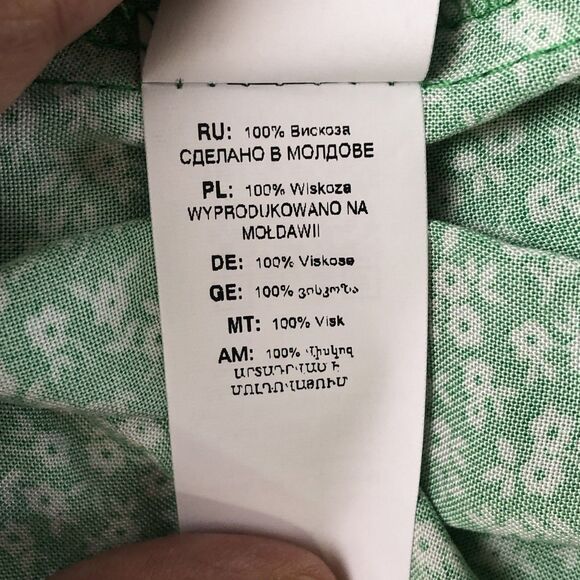 RU: 100% Вискоза
СДЕЛАНО В МОЛДОВЕ
PL: 100% Wiskoza
WYPRODUKOWANO NA
MOŁDAWII
DE: 100% Viskose
GE: 100% ვისკოზა
MT: 100% Visk
AM: 100% Վիսկոզ
ԱՐՏԱԴՐՎԱԾ Է
ՄՈԼԴՈՎԱՅՈՒՄ